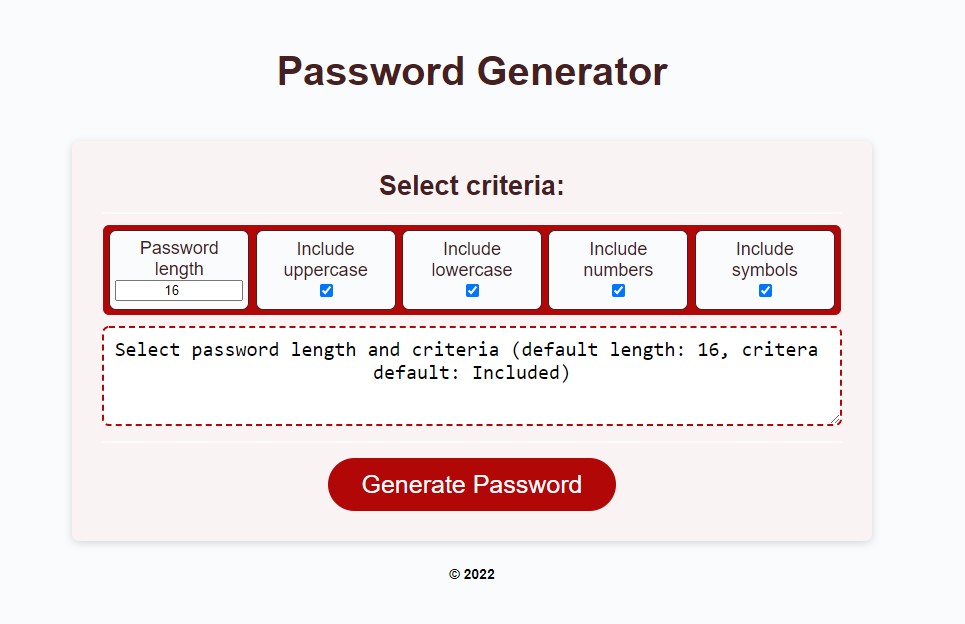 Password Generator
Select criteria:
Password
length
16
Include
uppercase
Include
lowercase
Include
numbers
Include
symbols
Select password length and criteria (default length: 16, critera
default: Included)
Generate Password
© 2022